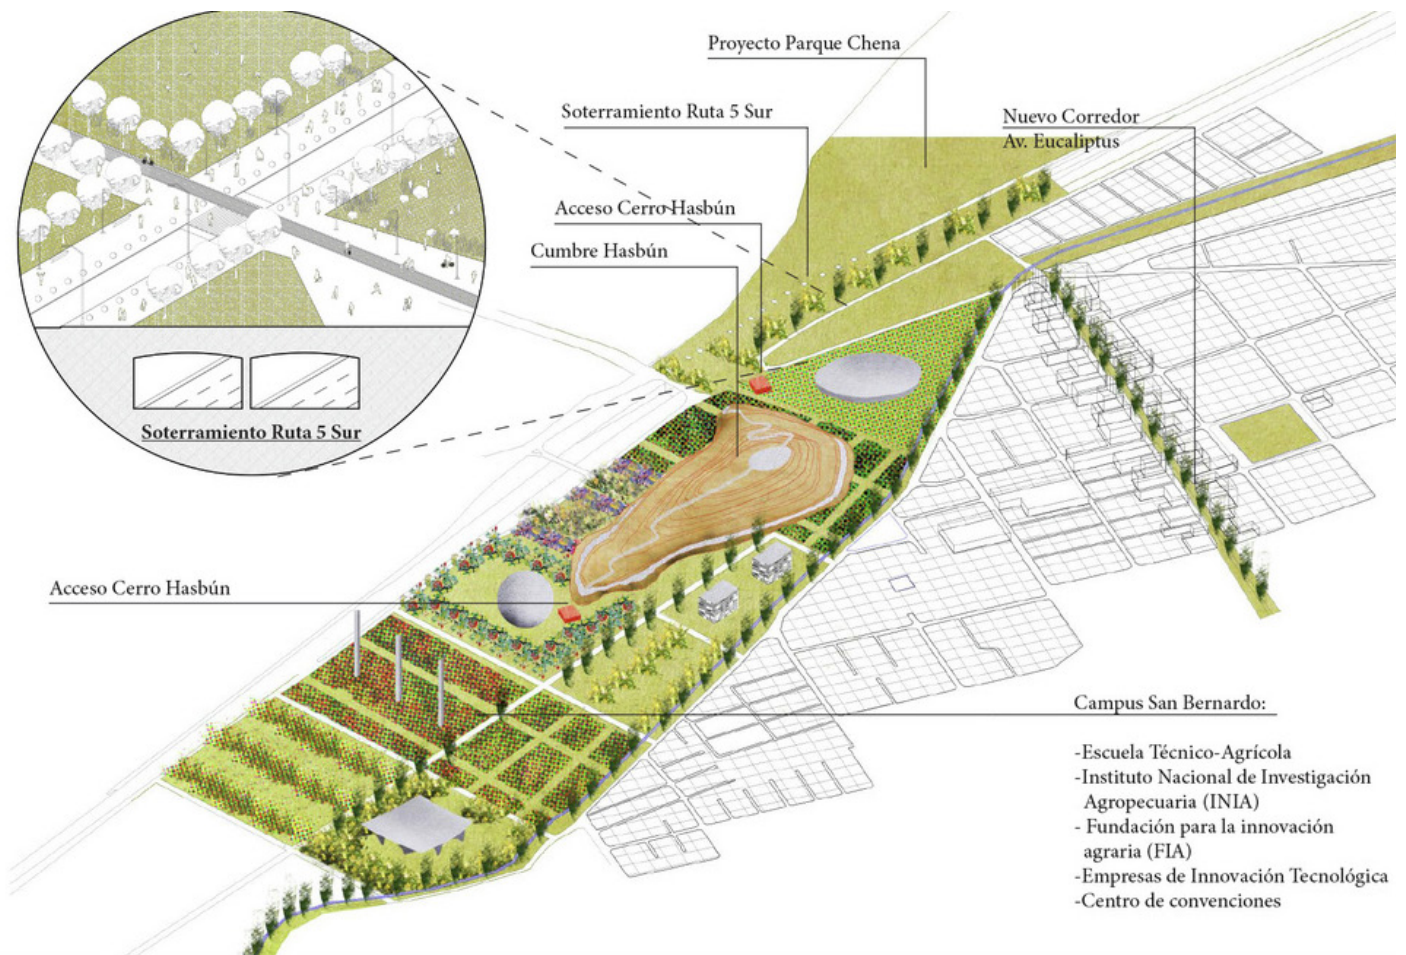 Proyecto Parque Chena
Soterramiento Ruta 5 Sur
Nuevo Corredor
Av. Eucaliptus
Acceso Cerro Hasbún
Cumbre Hasbún
Soterramiento Ruta 5 Sur
Acceso Cerro Hasbún
Campus San Bernardo:
-Escuela Técnico-Agrícola
-Instituto Nacional de Investigación
Agropecuaria (INIA)
- Fundación para la innovación
agraria (FIA)
-Empresas de Innovación Tecnológica
-Centro de convenciones